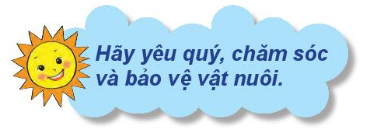 Hãy yêu quý, chăm sóc
và bảo vệ vật nuôi.